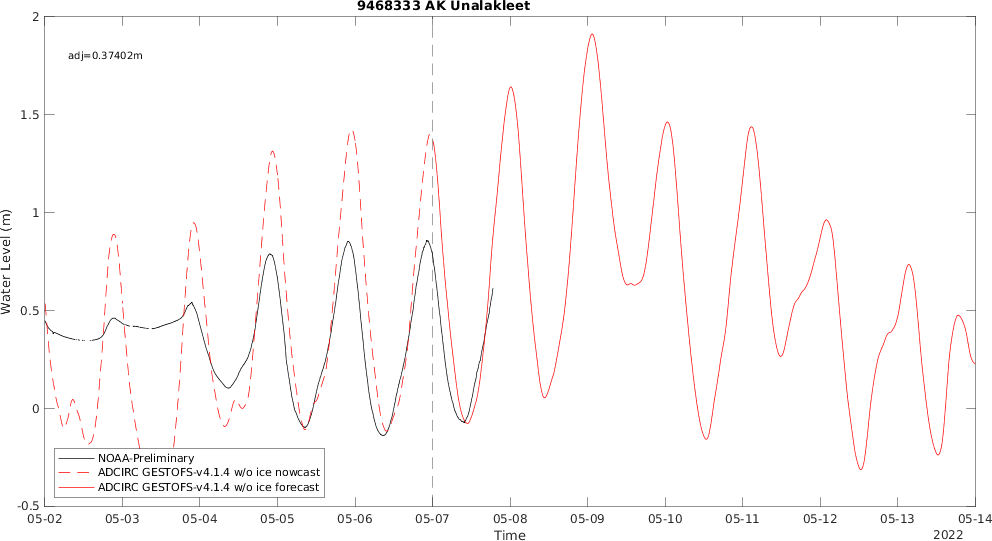 9468333 AK Unalakleet
adj=0.37402m
2
1.5
1
0.5
0
-0.5
Water Level (m)
NOAA-Preliminary
ADCIRC GESTOFS-v4.1.4 w/o ice nowcast
ADCIRC GESTOFS-v4.1.4 w/o ice forecast
05-02 05-03 05-04 05-05 05-06 05-07 05-08 05-09 05-10 05-11 05-12 05-13 05-14
Time
2022